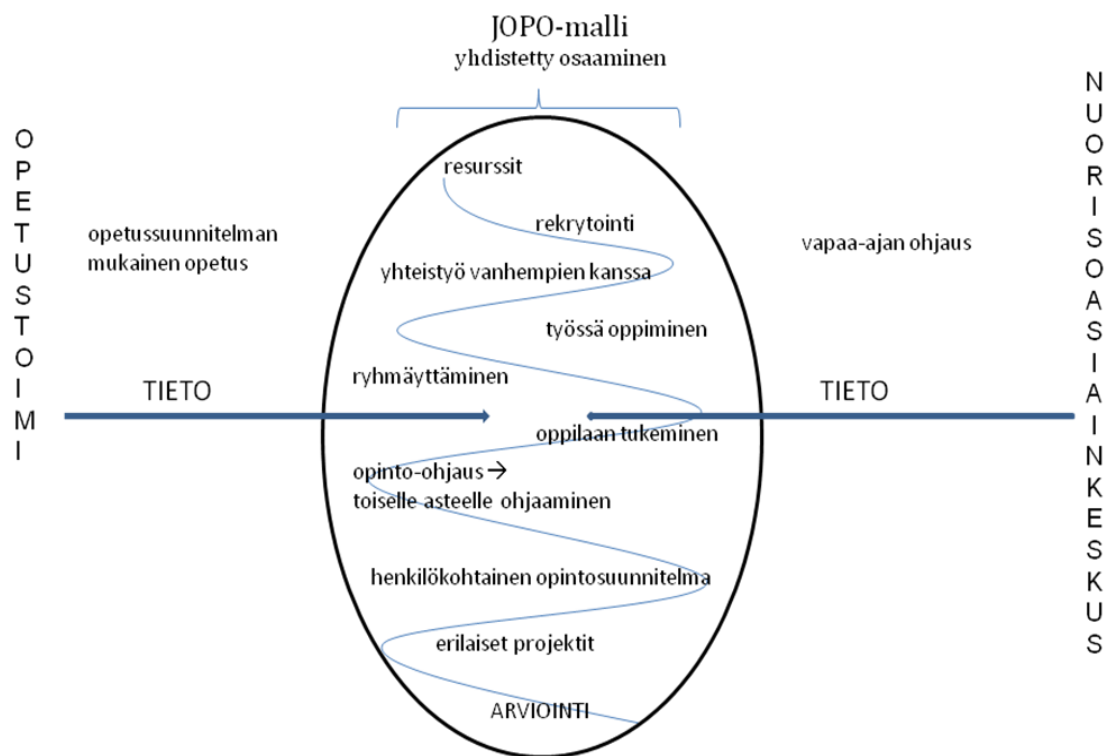 JOPO-malli
yhdistetty osaaminen
OPETUSTOIMI
opetussuunnitelman
mukainen opetus
TIETO
resurssit
rekrytointi
yhteistyö vanhempien kanssa
työssä oppiminen
ryhmäyttäminen
oppilaan tukeminen
opinto-ohjaus →
toiselle asteelle ohjaaminen
henkilökohtainen opintosuunnitelma
erilaiset projektit
ARVIOINTI
vapaa-ajan ohjaus
TIETO
NUORISOASIAINKESKUS